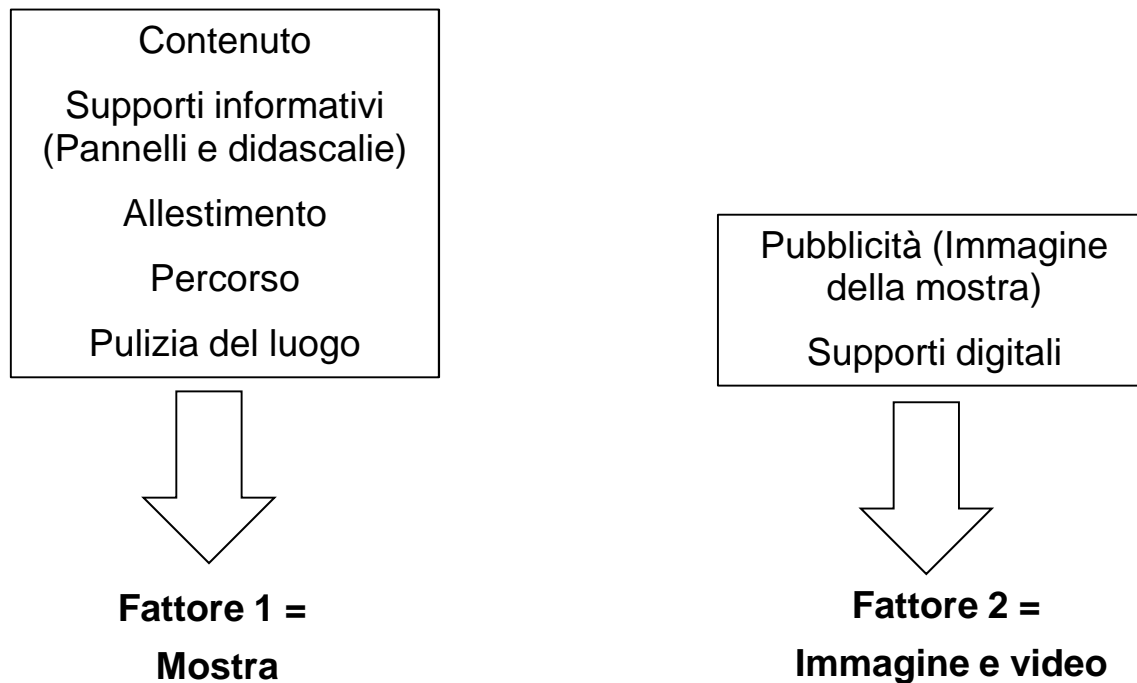 Contenuto
Supporti informativi
(Pannelli e didascalie)
Allestimento
Percorso
Pulizia del luogo
Pubblicità (Immagine
della mostra)
Supporti digitali
Fattore 1 =
Mostra
Fattore 2 =
Immagine e video